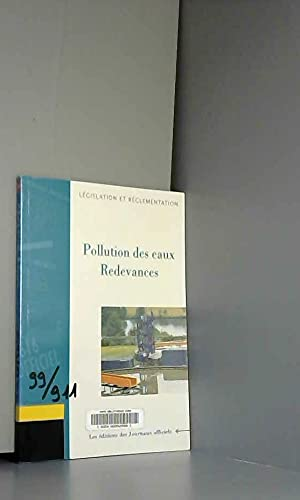 LÉGISLATION ET RÉGLEMENTATION
Pollution des eaux
Redevances
99/911
Les éditions des Journaux officiels